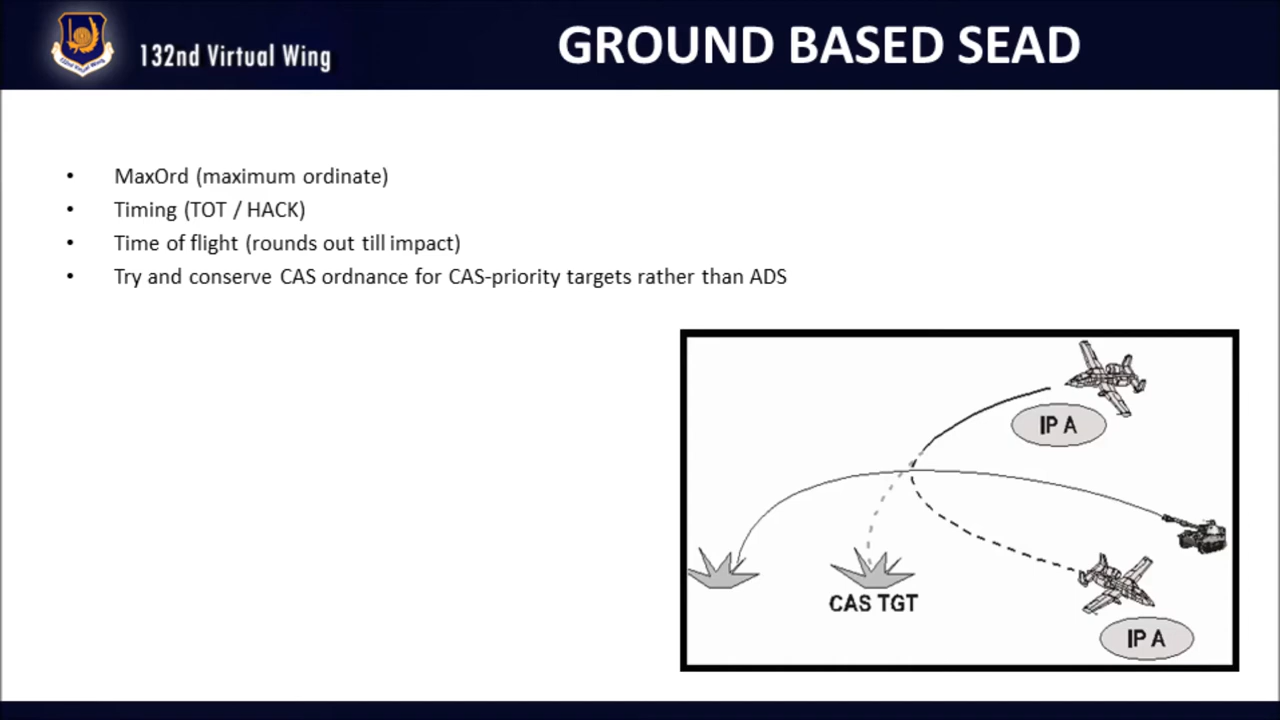 132nd Virtual Wing
GROUND BASED SEAD
• MaxOrd (maximum ordinate)
• Timing (TOT / HACK)
• Time of flight (rounds out till impact)
• Try and conserve CAS ordnance for CAS-priority targets rather than ADS
IP A
CAS TGT
IP A